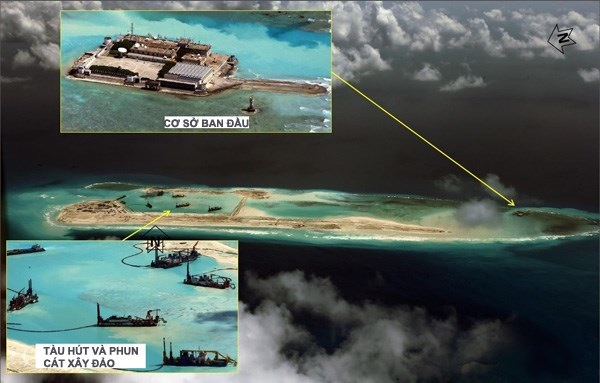 CƠ SỞ BAN ĐẦU
TÀU HÚT VÀ PHUN
CÁT XÂY ĐẢO